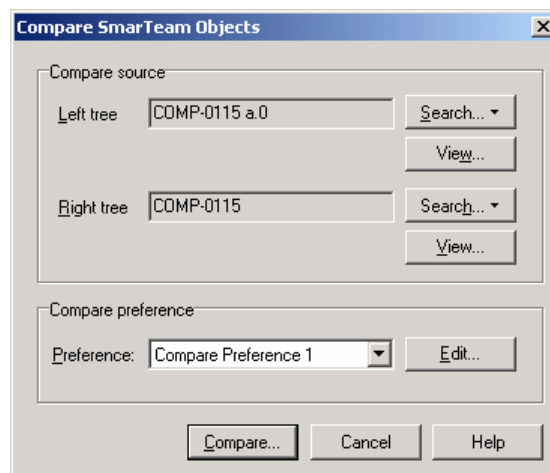 Compare SmarTeam Objects
Compare source
Left tree COMP-0115 a.0 Search...
View...
Right tree COMP-0115 Search...
View...
Compare preference
Preference: Compare Preference 1 Edit...
Compare... Cancel Help